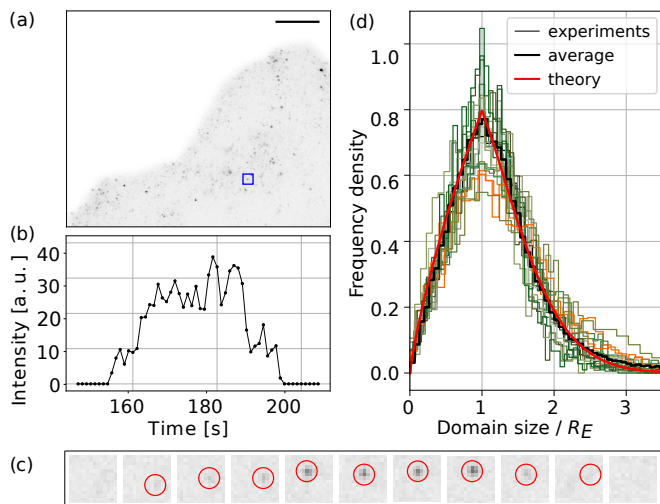 (a)
(b)
40
30
20
10
0
Intensity [a. u. ]
160
180
200
Time [s]
(c)
(d)
experiments
average
theory
1.0
0.8
0.6
0.4
0.2
0.0
Frequency density
0
1
2
3
Domain size / R_E